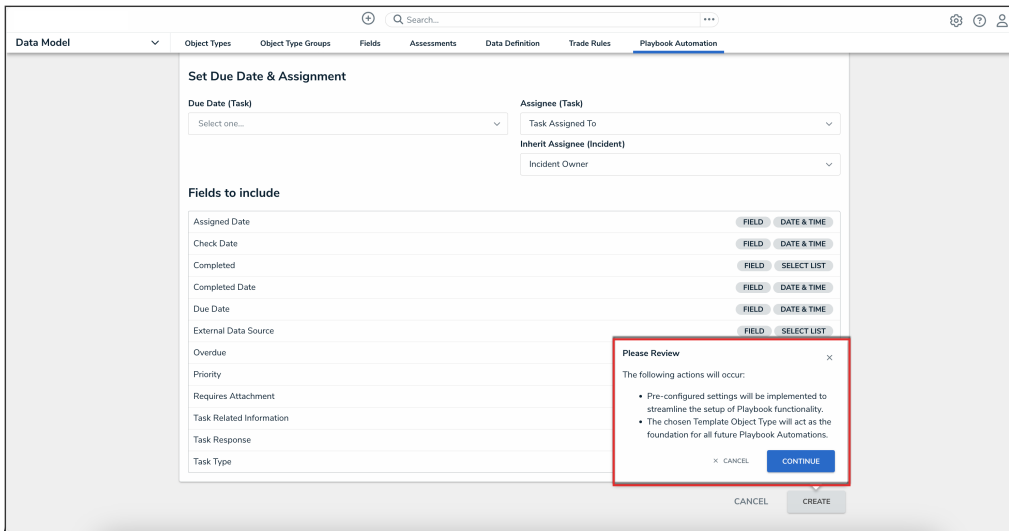 Search...
Data Model
Object Types Object Type Groups Fields Assessments Data Definition Trade Rules Playbook Automation
Set Due Date & Assignment
Due Date (Task) Assignee (Task)
Select one... Task Assigned To
Inherit Assignee (Incident)
Incident Owner
Fields to include
Assigned Date FIELD DATE & TIME
Check Date FIELD DATE & TIME
Completed FIELD SELECT LIST
Completed Date FIELD DATE & TIME
Due Date FIELD DATE & TIME
External Data Source FIELD SELECT LIST
Overdue
Priority
Requires Attachment
Task Related Information
Task Response
Task Type
Please Review
The following actions will occur:
• Pre-configured settings will be implemented to
streamline the setup of Playbook functionality.
• The chosen Template Object Type will act as the
foundation for all future Playbook Automations.
× CANCEL CONTINUE
CANCEL CREATE